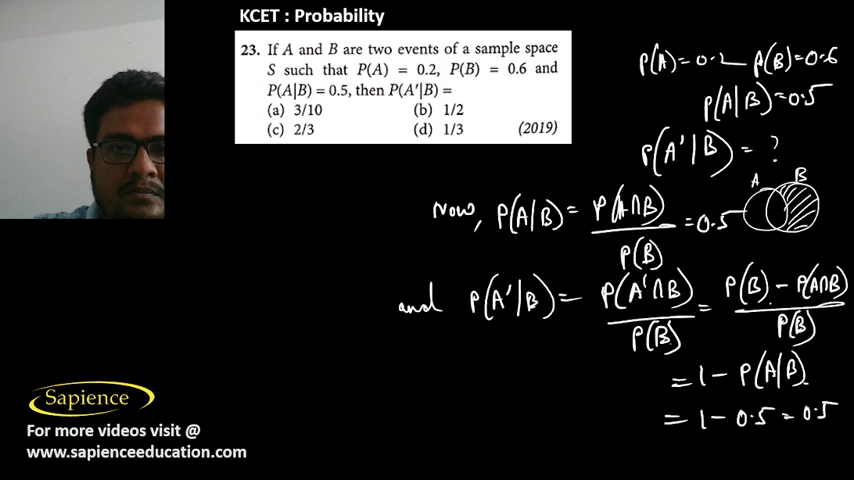 KCET : Probability
23. If A and B are two events of a sample space
S such that P(A) = 0.2, P(B) = 0.6 and
P(A|B) = 0.5, then P(A'|B) =
(a) 3/10 (b) 1/2
(c) 2/3 (d) 1/3 (2019)
P(A)=0.2 P(B)=0.6
P(A|B)=0.5
P(A'|B) = ?
A B
Now, P(A|B) = P(A∩B)/P(B) = 0.5
and P(A'|B) = P(A'∩B)/P(B) = P(B) - P(A∩B)/P(B)
= 1 - P(A|B)
= 1 - 0.5 = 0.5
Sapience
For more videos visit @
www.sapienceeducation.com